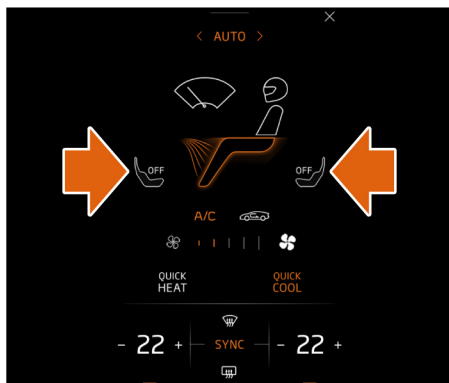 < AUTO >
OFF
OFF
A/C
QUICK HEAT
QUICK COOL
- 22 +
SYNC
- 22 +